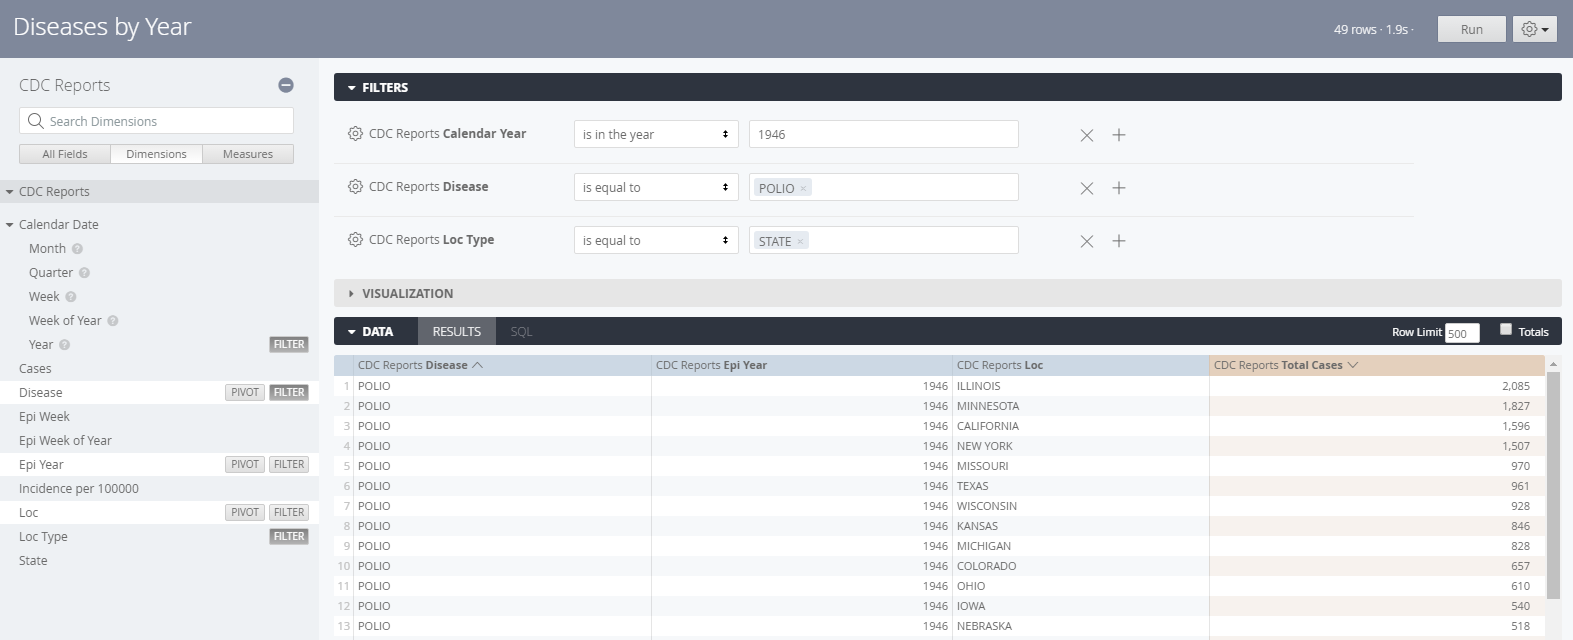 Diseases by Year
49 rows · 1.9s ·
Run
CDC Reports
Search Dimensions
All Fields Dimensions Measures
CDC Reports
Calendar Date
Month ?
Quarter ?
Week ?
Week of Year ?
Year ? FILTER
Cases
Disease PIVOT FILTER
Epi Week
Epi Week of Year
Epi Year PIVOT FILTER
Incidence per 100000
Loc PIVOT FILTER
Loc Type FILTER
State
FILTERS
CDC Reports Calendar Year is in the year 1946
CDC Reports Disease is equal to POLIO ×
CDC Reports Loc Type is equal to STATE ×
VISUALIZATION
DATA RESULTS SQL Row Limit 500 Totals
CDC Reports Disease CDC Reports Epi Year CDC Reports Loc CDC Reports Total Cases
1 POLIO 1946 ILLINOIS 2,085
2 POLIO 1946 MINNESOTA 1,827
3 POLIO 1946 CALIFORNIA 1,596
4 POLIO 1946 NEW YORK 1,507
5 POLIO 1946 MISSOURI 970
6 POLIO 1946 TEXAS 961
7 POLIO 1946 WISCONSIN 928
8 POLIO 1946 KANSAS 846
9 POLIO 1946 MICHIGAN 828
10 POLIO 1946 COLORADO 657
11 POLIO 1946 OHIO 610
12 POLIO 1946 IOWA 540
13 POLIO 1946 NEBRASKA 518